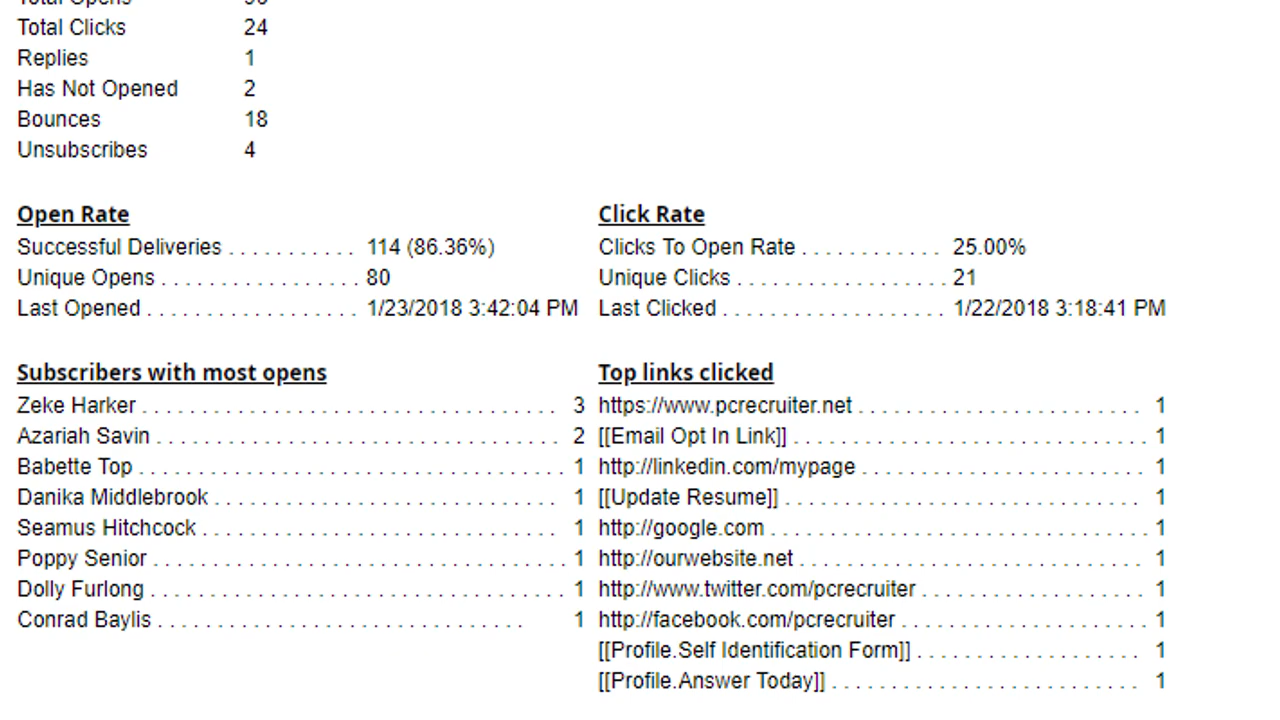 Total Clicks 24
Replies 1
Has Not Opened 2
Bounces 18
Unsubscribes 4
Open Rate
Successful Deliveries . . . . . . . . . . . 114 (86.36%)
Unique Opens . . . . . . . . . . . . . . . . . 80
Last Opened . . . . . . . . . . . . . . . . . . 1/23/2018 3:42:04 PM
Click Rate
Clicks To Open Rate . . . . . . . . . . . . 25.00%
Unique Clicks . . . . . . . . . . . . . . . . . . 21
Last Clicked . . . . . . . . . . . . . . . . . . . 1/22/2018 3:18:41 PM
Subscribers with most opens
Zeke Harker . . . . . . . . . . . . . . . . . . . . . . . . . . . . . . . . . . . 3
Azariah Savin . . . . . . . . . . . . . . . . . . . . . . . . . . . . . . . . . . 2
Babette Top . . . . . . . . . . . . . . . . . . . . . . . . . . . . . . . . . . . . 1
Danika Middlebrook . . . . . . . . . . . . . . . . . . . . . . . . . . . . . 1
Seamus Hitchcock . . . . . . . . . . . . . . . . . . . . . . . . . . . . . . 1
Poppy Senior . . . . . . . . . . . . . . . . . . . . . . . . . . . . . . . . . . . 1
Dolly Furlong . . . . . . . . . . . . . . . . . . . . . . . . . . . . . . . . . . . 1
Conrad Baylis . . . . . . . . . . . . . . . . . . . . . . . . . . . . . . . 1
Top links clicked
https://www.pcrecruiter.net . . . . . . . . . . . . . . . . . . . . . . . . 1
[[Email Opt In Link]] . . . . . . . . . . . . . . . . . . . . . . . . . . . . . . 1
http://linkedin.com/mypage . . . . . . . . . . . . . . . . . . . . . . . . 1
[[Update Resume]] . . . . . . . . . . . . . . . . . . . . . . . . . . . . . . 1
http://google.com . . . . . . . . . . . . . . . . . . . . . . . . . . . . . . . . 1
http://ourwebsite.net . . . . . . . . . . . . . . . . . . . . . . . . . . . . . 1
http://www.twitter.com/pcrecruiter . . . . . . . . . . . . . . . . . . . 1
http://facebook.com/pcrecruiter . . . . . . . . . . . . . . . . . . . . . 1
[[Profile.Self Identification Form]] . . . . . . . . . . . . . . . . . . . 1
[[Profile.Answer Today]] . . . . . . . . . . . . . . . . . . . . . . . . . . 1